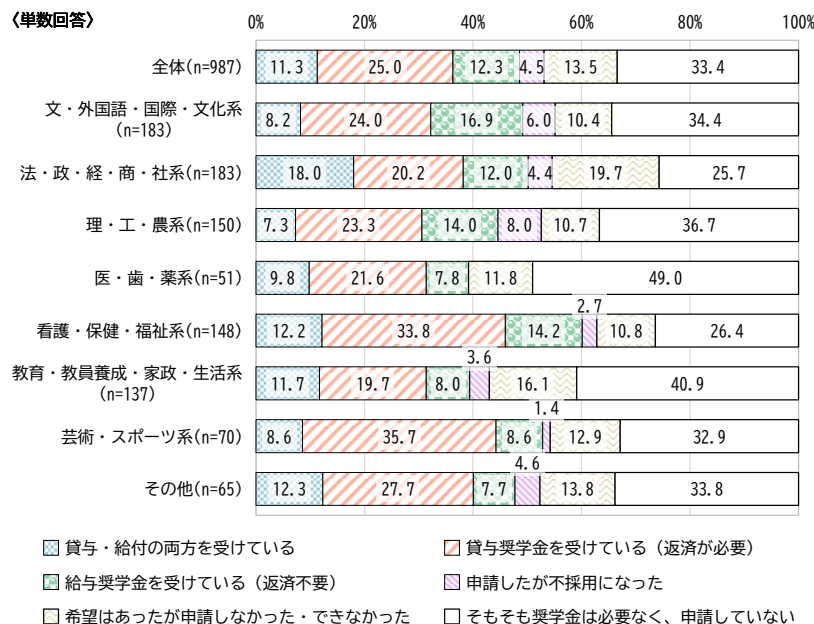 〈単数回答〉
0% 20% 40% 60% 80% 100%
全体(n=987) 11.3 25.0 12.3 4.5 13.5 33.4
文・外国語・国際・文化系
(n=183) 8.2 24.0 16.9 6.0 10.4 34.4
法・政・経・商・社系(n=183) 18.0 20.2 12.0 4.4 19.7 25.7
理・工・農系(n=150) 7.3 23.3 14.0 8.0 10.7 36.7
医・歯・薬系(n=51) 9.8 21.6 7.8 11.8 49.0
2.7
看護・保健・福祉系(n=148) 12.2 33.8 14.2 10.8 26.4
3.6
教育・教員養成・家政・生活系
(n=137) 11.7 19.7 8.0 16.1 40.9
1.4
芸術・スポーツ系(n=70) 8.6 35.7 8.6 12.9 32.9
4.6
その他(n=65) 12.3 27.7 7.7 13.8 33.8
貸与・給付の両方を受けている 貸与奨学金を受けている（返済が必要）
給与奨学金を受けている（返済不要） 申請したが不採用になった
希望はあったが申請しなかった・できなかった そもそも奨学金は必要なく、申請していない